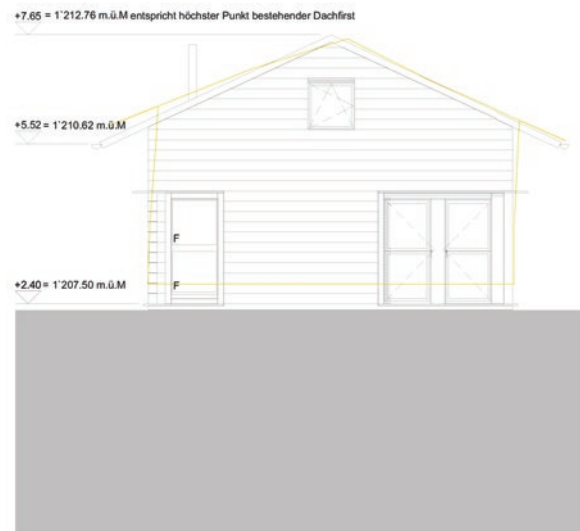 +7.65 = 1`212.76 m.ü.M entspricht höchster Punkt bestehender Dachfirst
+5.52 = 1`210.62 m.ü.M
F
F
+2.40 = 1`207.50 m.ü.M